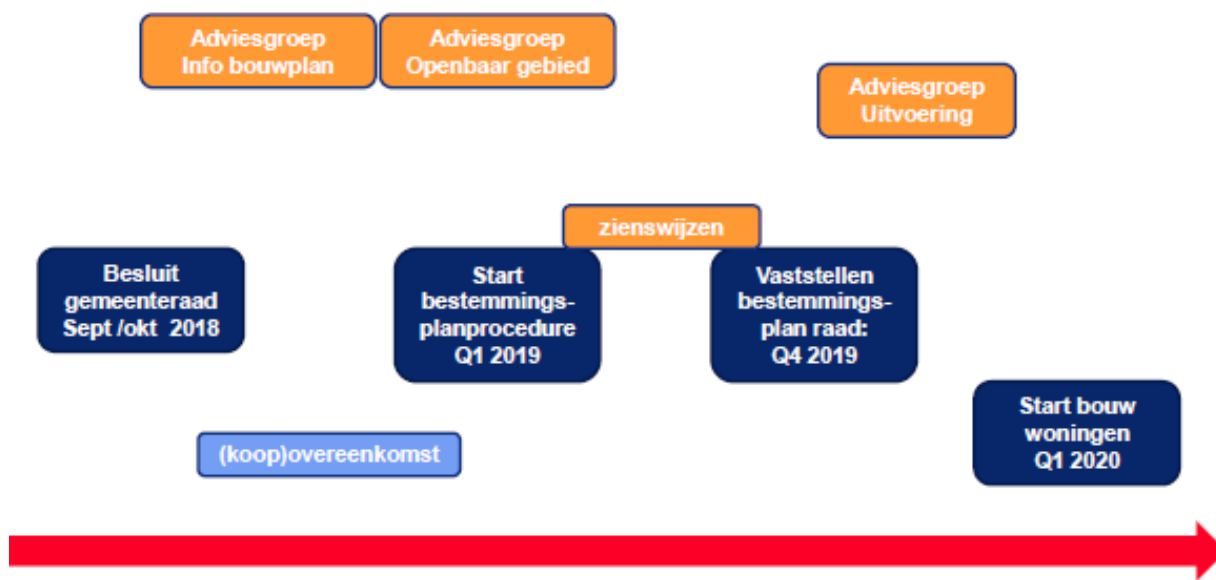 Adviesgroep
Info bouwplan
Adviesgroep
Openbaar gebied
Adviesgroep
Uitvoering
zienswijzen
Besluit
gemeenteraad
Sept /okt 2018
Start
bestemmings-
planprocedure
Q1 2019
Vaststellen
bestemmings-
plan raad:
Q4 2019
Start bouw
woningen
Q1 2020
(koop)overeenkomst